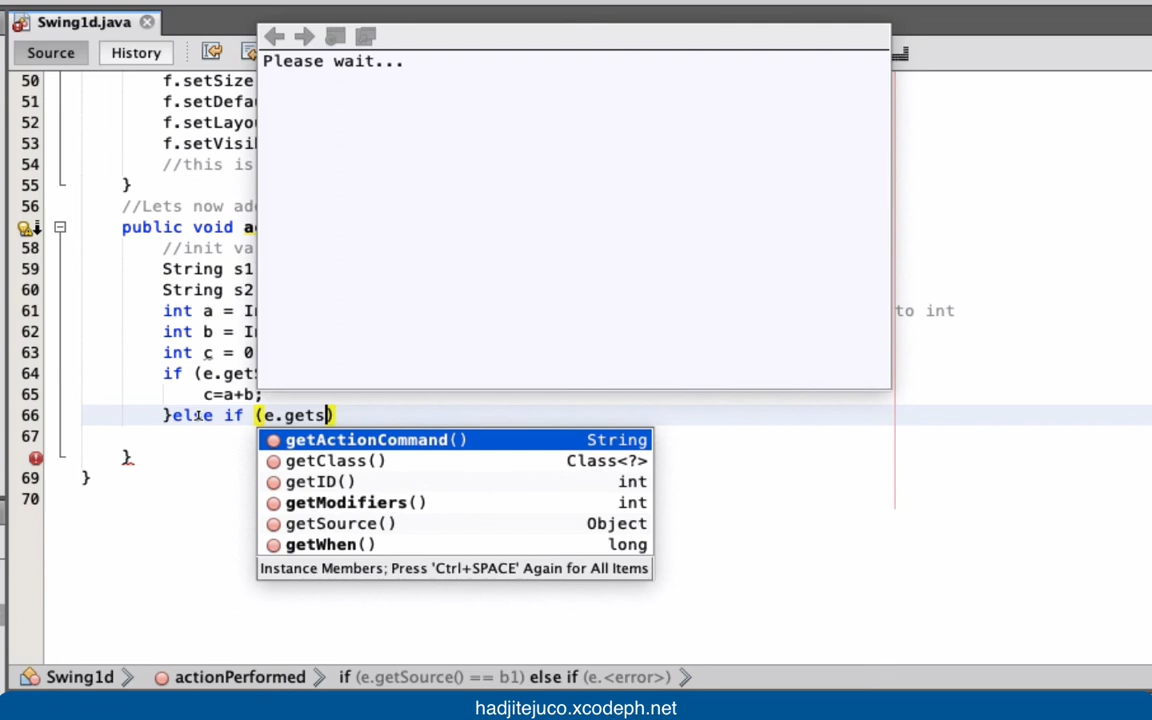 Swing1d.java
Source History
Please wait...
50 f.setSize
51 f.setDefa
52 f.setLayo
53 f.setVisi
54 //this is
55 }
56 //Lets now ad
public void a
58 //init va
59 String s1
60 String s2
61 int a = I to int
62 int b = I
63 int c = 0
64 if (e.get
65 c=a+b;
66 }else if (e.gets)
67
}
69 }
70
getActionCommand() String
getClass() Class<?>
getID() int
getModifiers() int
getSource() Object
getWhen() long
Instance Members; Press 'Ctrl+SPACE' Again for All Items
Swing1d actionPerformed if (e.getSource() == b1) else if (e.<error>)
hadjitejuco.xcodeph.net